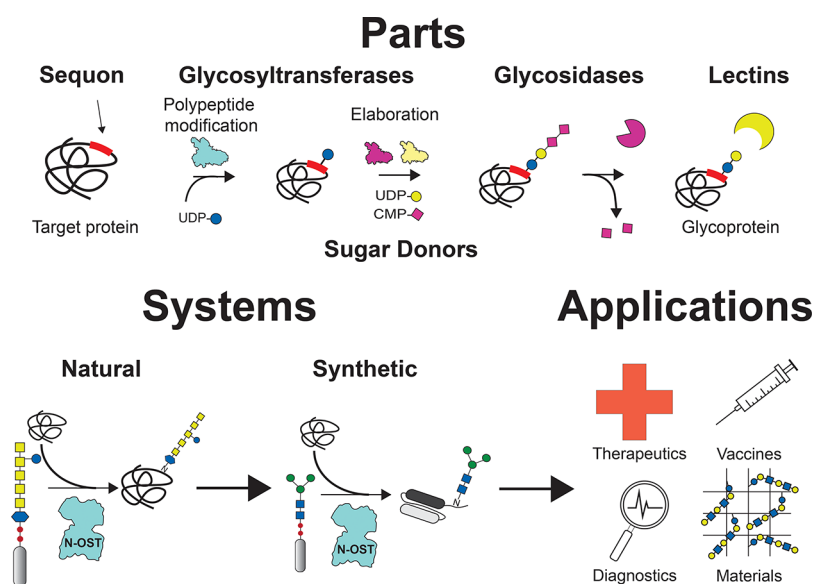 Parts
Sequon
Glycosyltransferases
Glycosidases
Lectins
Polypeptide
modification
Elaboration
UDP-
UDP-
CMP-
Target protein
Glycoprotein
Sugar Donors
Systems
Applications
Natural
Synthetic
N
N
Therapeutics
Vaccines
N-OST
N-OST
Diagnostics
Materials